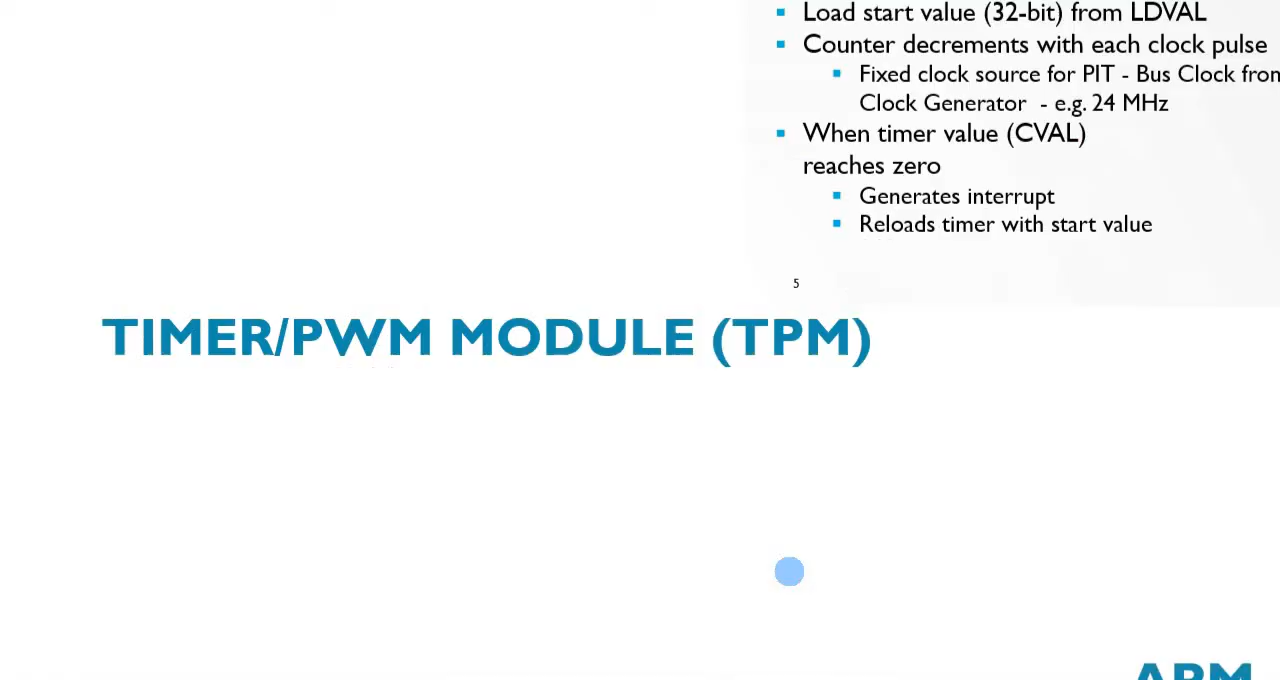 Load start value (32-bit) from LDVAL
Counter decrements with each clock pulse
Fixed clock source for PIT - Bus Clock from
Clock Generator - e.g. 24 MHz
When timer value (CVAL)
reaches zero
Generates interrupt
Reloads timer with start value
5
TIMER/PWM MODULE (TPM)
ARM